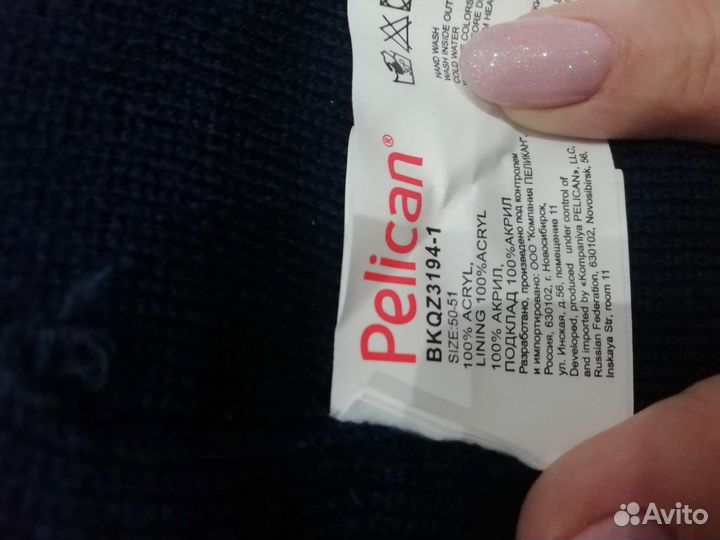 HAND WASH
WASH INSIDE OUT
COLD WATER
COLORS
Pelican®
BKQZ3194-1
SIZE:50-51
100% ACRYL,
LINING 100%ACRYL
100% АКРИЛ,
ПОДКЛАД 100%АКРИЛ
Разработано, произведено под контролем
и импортировано: ООО "Компания ПЕЛИКАН",
Россия, 630102, г. Новосибирск,
ул. Инская, д.56, помещение 11
Developed, produced under control of
and imported by «Kompaniya PELICAN», LLC,
Russian Federation, 630102, Novosibirsk, 56,
Inskaya Str, room 11
Avito